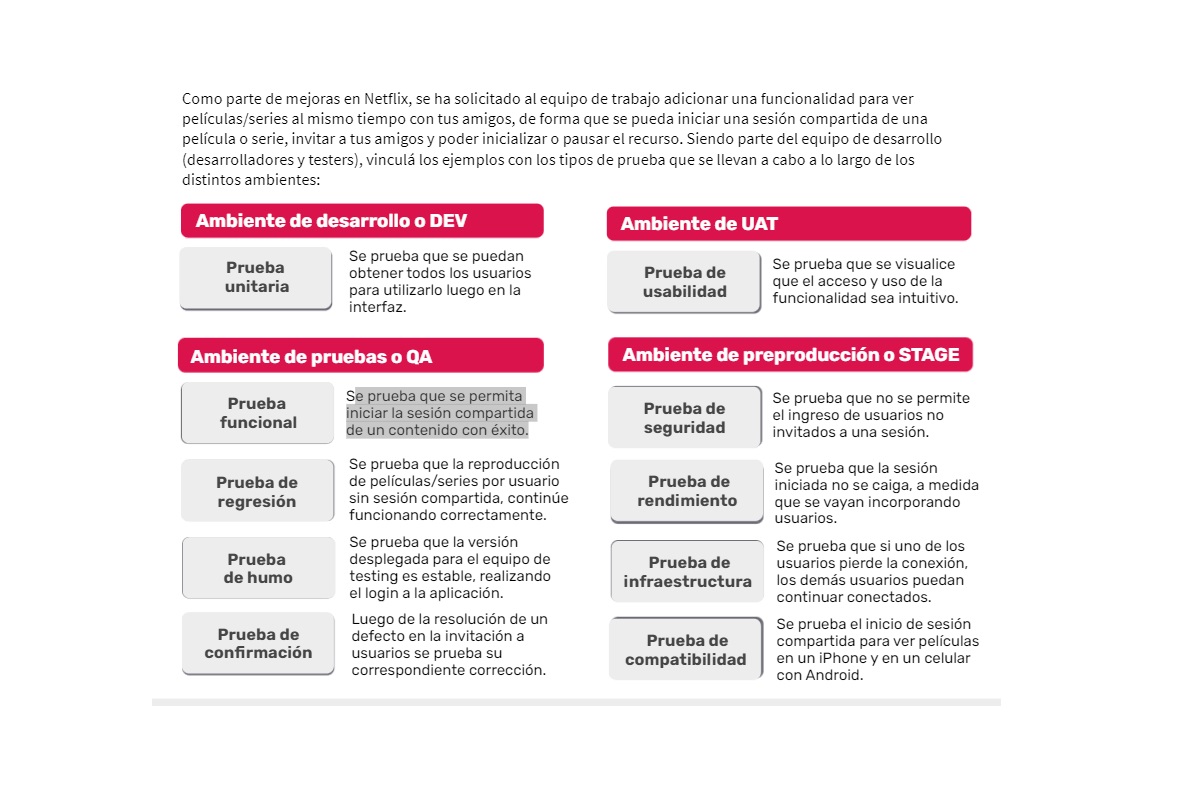 Como parte de mejoras en Netflix, se ha solicitado al equipo de trabajo adicionar una funcionalidad para ver
películas/series al mismo tiempo con tus amigos, de forma que se pueda iniciar una sesión compartida de una
película o serie, invitar a tus amigos y poder inicializar o pausar el recurso. Siendo parte del equipo de desarrollo
(desarrolladores y testers), vinculá los ejemplos con los tipos de prueba que se llevan a cabo a lo largo de los
distintos ambientes:
Ambiente de desarrollo o DEV
Prueba
unitaria
Se prueba que se puedan
obtener todos los usuarios
para utilizarlo luego en la
interfaz.
Ambiente de pruebas o QA
Prueba
funcional
Se prueba que se permita
iniciar la sesión compartida
de un contenido con éxito.
Prueba de
regresión
Se prueba que la reproducción
de películas/series por usuario
sin sesión compartida, continúe
funcionando correctamente.
Prueba
de humo
Se prueba que la versión
desplegada para el equipo de
testing es estable, realizando
el login a la aplicación.
Prueba de
confirmación
Luego de la resolución de un
defecto en la invitación a
usuarios se prueba su
correspondiente corrección.
Ambiente de UAT
Prueba de
usabilidad
Se prueba que se visualice
que el acceso y uso de la
funcionalidad sea intuitivo.
Ambiente de preproducción o STAGE
Prueba de
seguridad
Se prueba que no se permite
el ingreso de usuarios no
invitados a una sesión.
Prueba de
rendimiento
Se prueba que la sesión
iniciada no se caiga, a medida
que se vayan incorporando
usuarios.
Prueba de
infraestructura
Se prueba que si uno de los
usuarios pierde la conexión,
los demás usuarios puedan
continuar conectados.
Prueba de
compatibilidad
Se prueba el inicio de sesión
compartida para ver películas
en un iPhone y en un celular
con Android.